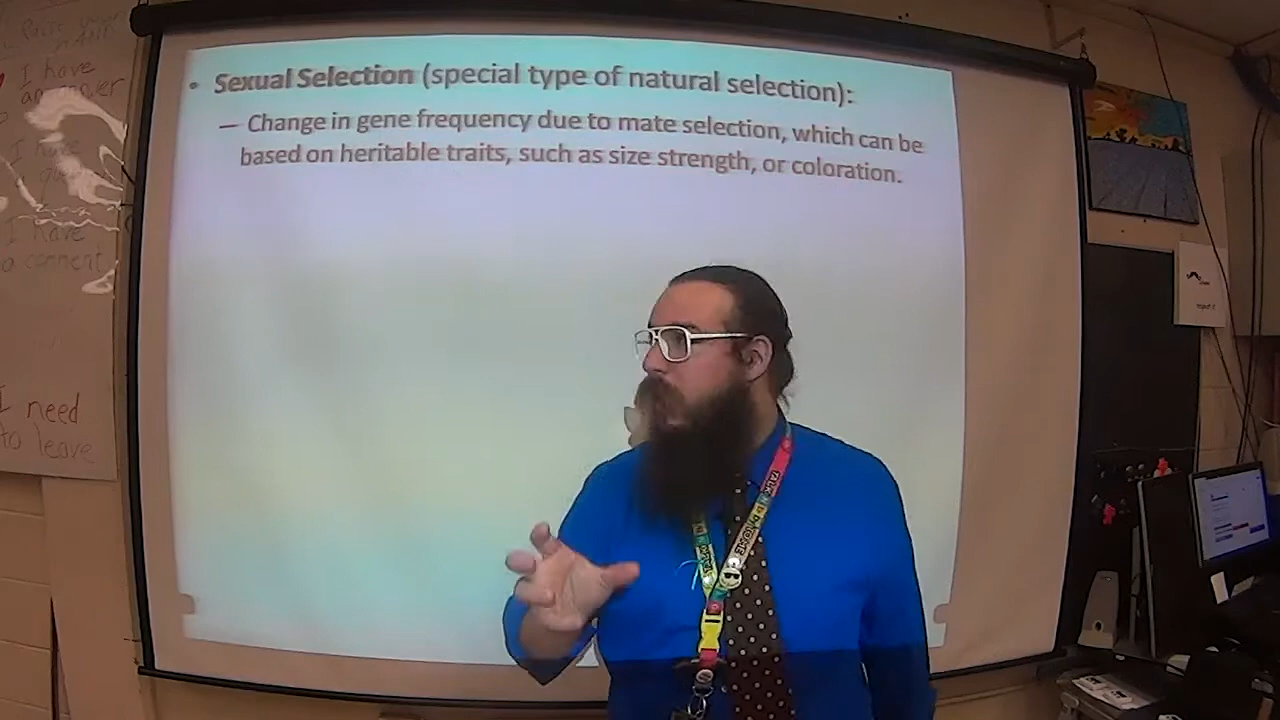 • Sexual Selection (special type of natural selection):
– Change in gene frequency due to mate selection, which can be
based on heritable traits, such as size strength, or coloration.
I have
an answer
I have
I have
comment
I need
to leave